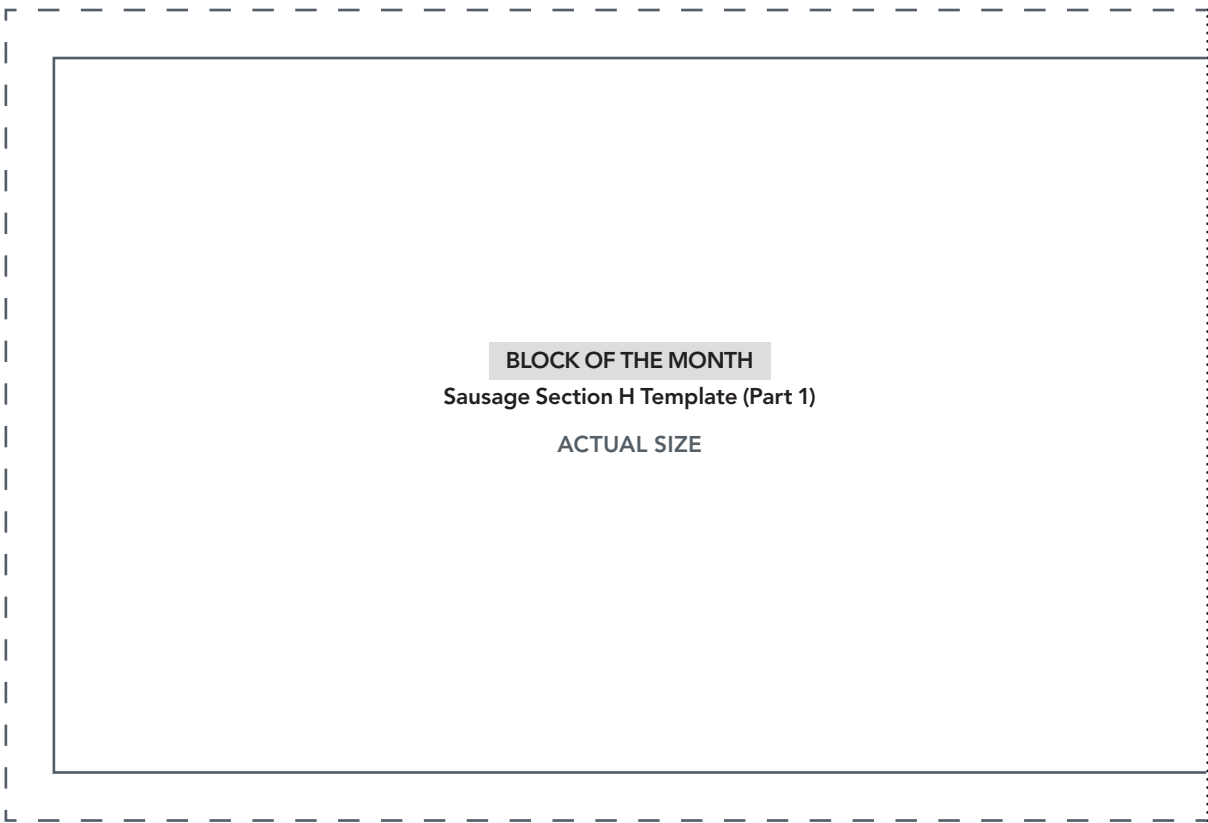 BLOCK OF THE MONTH
Sausage Section H Template (Part 1)
ACTUAL SIZE